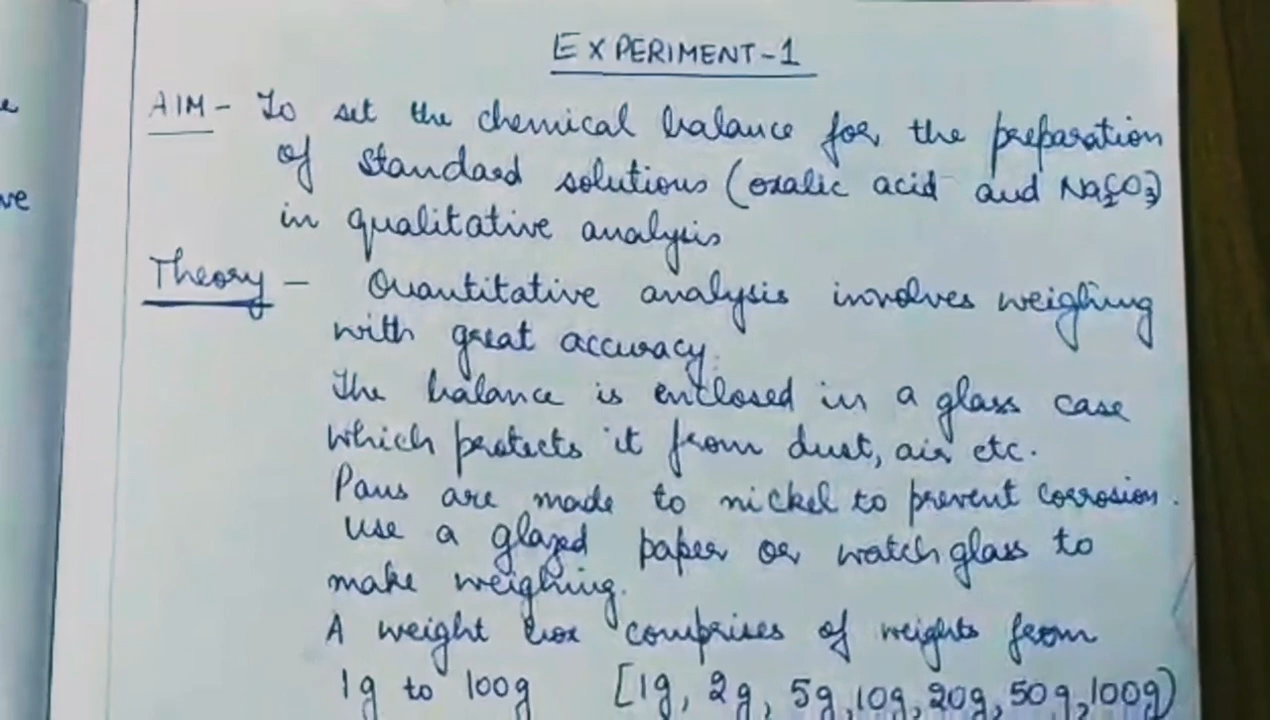 EXPERIMENT-1
AIM - To set the chemical balance for the preparation
of standard solutions (oxalic acid and Na2CO3)
in qualitative analysis
Theory - Quantitative analysis involves weighing
with great accuracy.
The balance is enclosed in a glass case
which protects it from dust, air etc.
Pans are made to nickel to prevent corrosion.
Use a glazed paper or watch glass to
make weighing.
A weight box comprises of weights from
1g to 100g [1g, 2g, 5g, 10g, 20g, 50g, 100g)